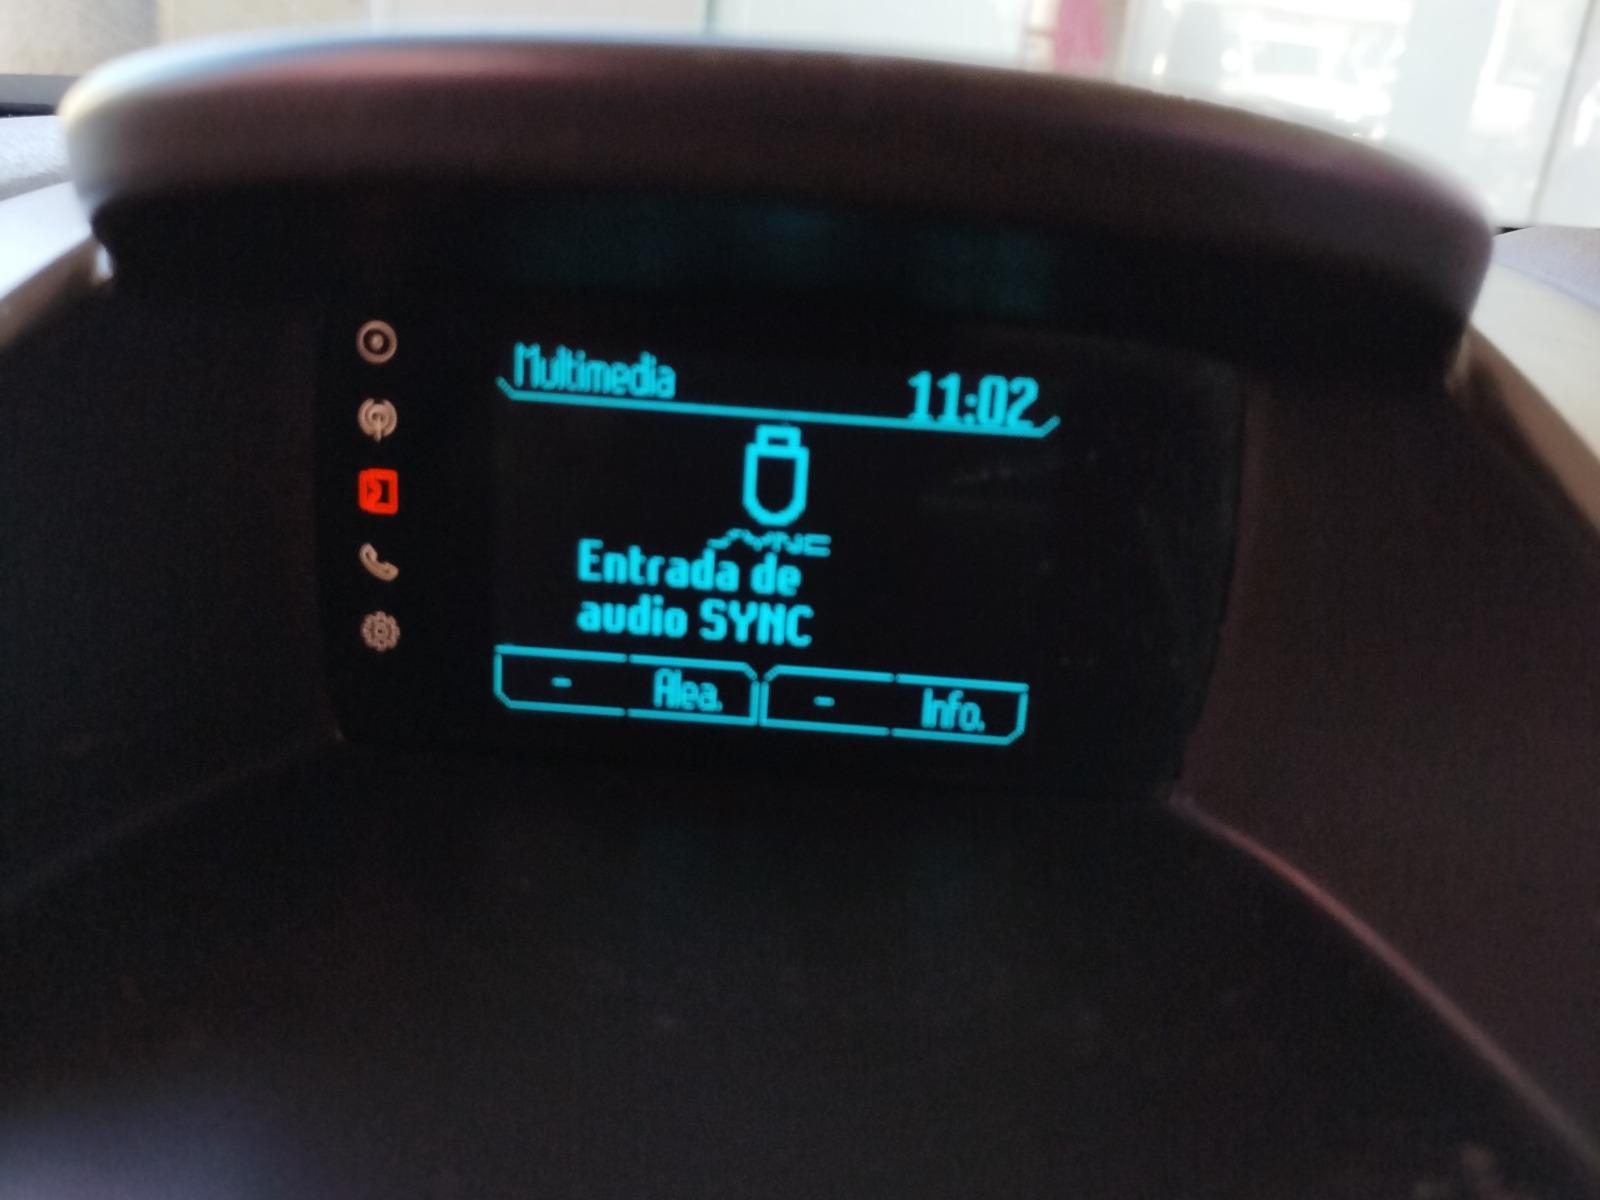 Multimedia 11:02
SYNC
Entrada de
audio SYNC
- Alea. - Info.